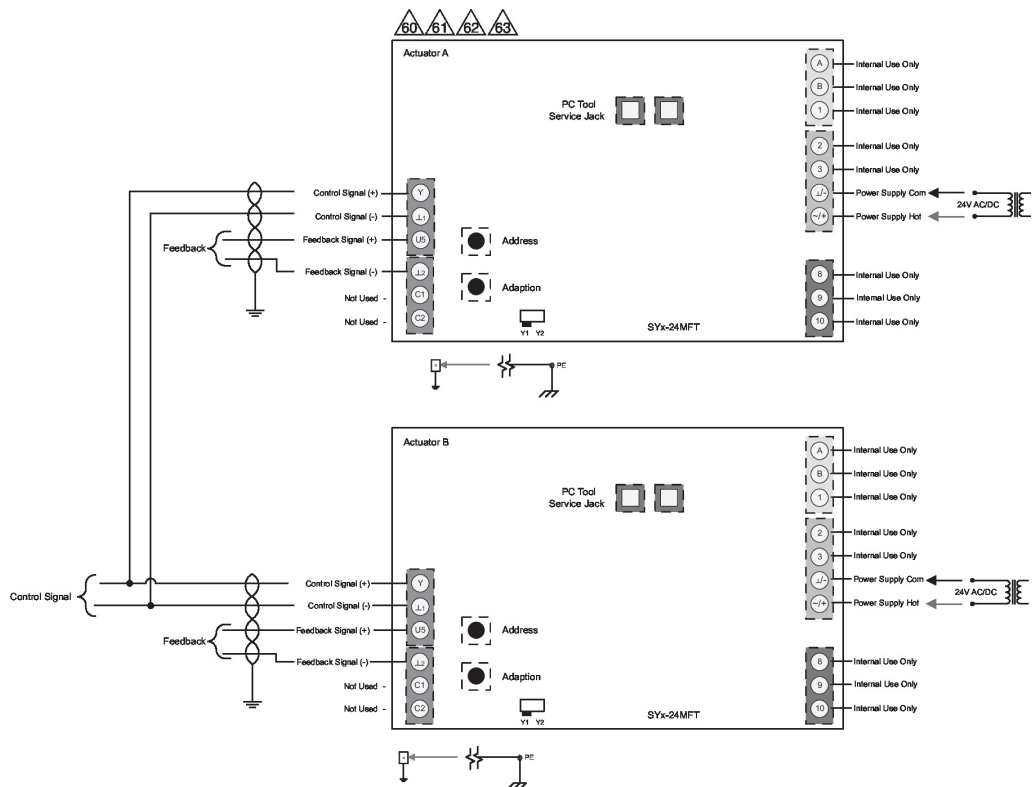 60 61 62 63
Actuator A
PC Tool
Service Jack
A Internal Use Only
B Internal Use Only
1 Internal Use Only
2 Internal Use Only
3 Internal Use Only
⊥/- Power Supply Com
~/+ Power Supply Hot
24V AC/DC
8 Internal Use Only
9 Internal Use Only
10 Internal Use Only
Control Signal (+) Y
Control Signal (-) ⊥1
Feedback Signal (+) U5
Feedback
Feedback Signal (-) ⊥2
Not Used - C1
Not Used - C2
Address
Adaption
Y1 Y2
SYx-24MFT
PE
Actuator B
PC Tool
Service Jack
A Internal Use Only
B Internal Use Only
1 Internal Use Only
2 Internal Use Only
3 Internal Use Only
⊥/- Power Supply Com
~/+ Power Supply Hot
24V AC/DC
8 Internal Use Only
9 Internal Use Only
10 Internal Use Only
Control Signal
Control Signal (+) Y
Control Signal (-) ⊥1
Feedback Signal (+) U5
Feedback
Feedback Signal (-) ⊥2
Not Used - C1
Not Used - C2
Address
Adaption
Y1 Y2
SYx-24MFT
PE